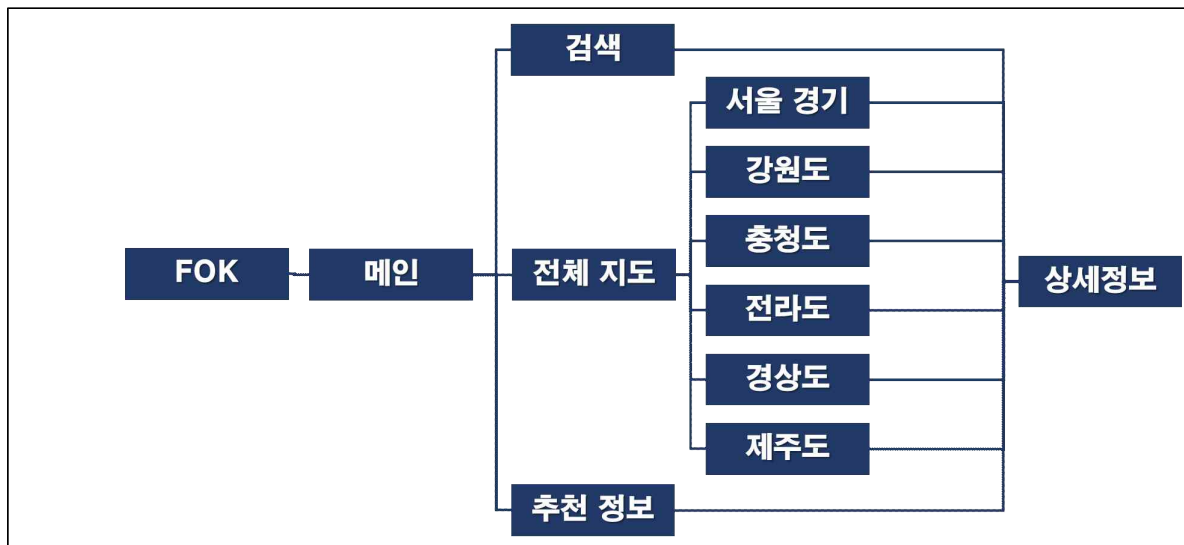 검색
서울 경기
강원도
충청도
FOK
메인
전체 지도
상세정보
전라도
경상도
제주도
추천 정보